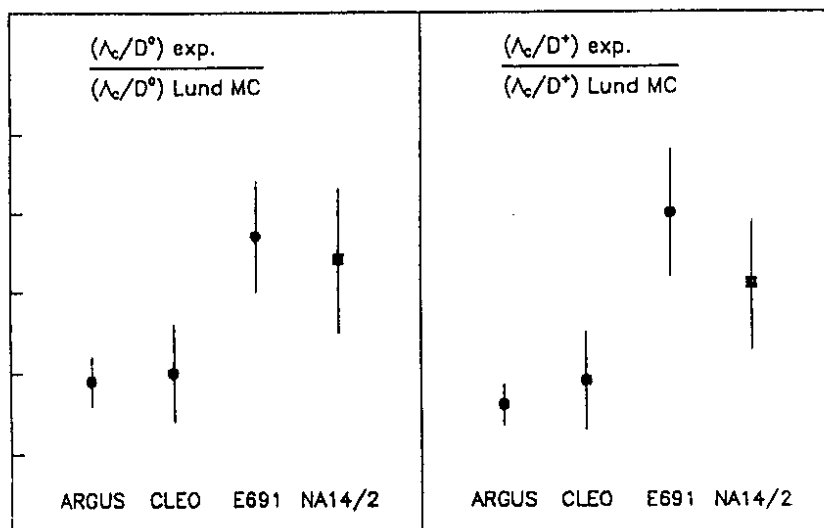 (Λc/D⁰) exp.
(Λc/D⁰) Lund MC
ARGUS CLEO E691 NA14/2
(Λc/D⁺) exp.
(Λc/D⁺) Lund MC
ARGUS CLEO E691 NA14/2